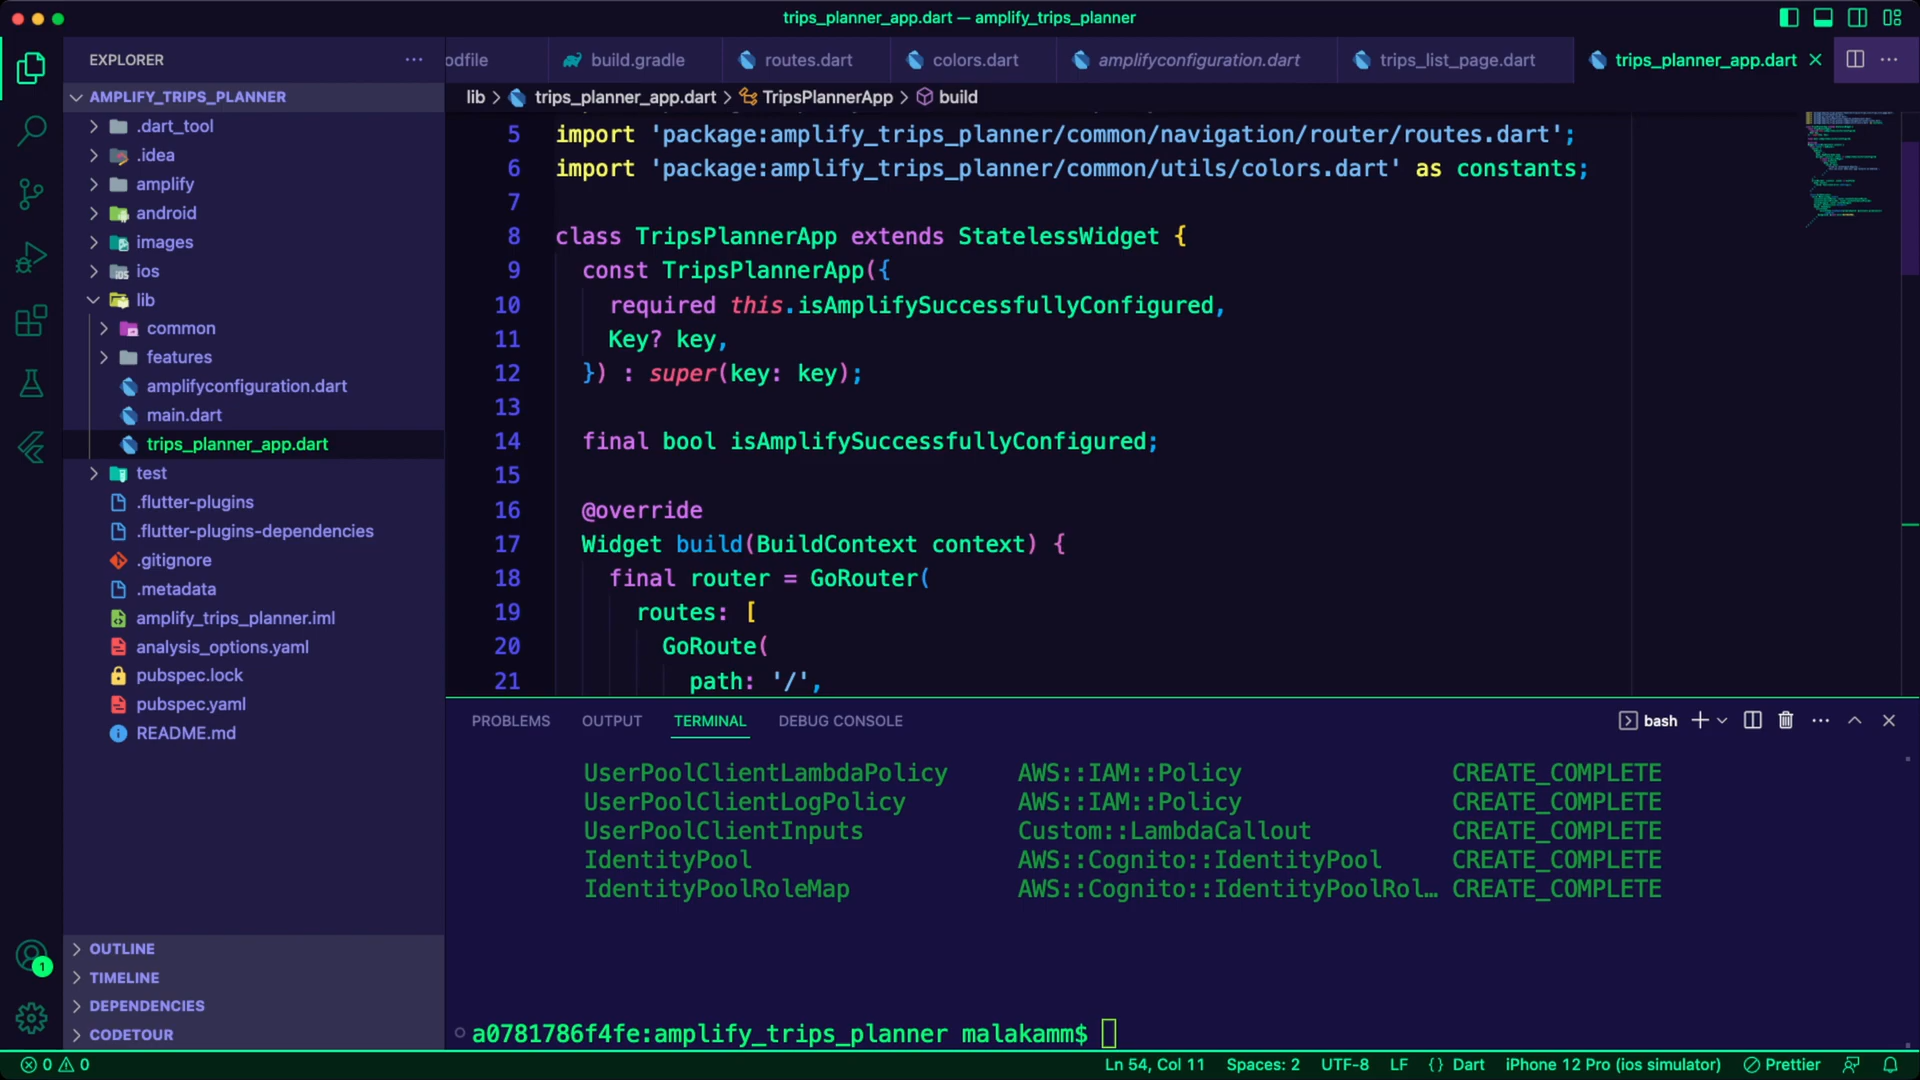 trips_planner_app.dart — amplify_trips_planner
EXPLORER
odfile
build.gradle
routes.dart
colors.dart
amplifyconfiguration.dart
trips_list_page.dart
trips_planner_app.dart
lib > trips_planner_app.dart > TripsPlannerApp > build
AMPLIFY_TRIPS_PLANNER
.dart_tool
.idea
amplify
android
images
ios
lib
common
features
amplifyconfiguration.dart
main.dart
trips_planner_app.dart
test
.flutter-plugins
.flutter-plugins-dependencies
.gitignore
.metadata
amplify_trips_planner.iml
analysis_options.yaml
pubspec.lock
pubspec.yaml
README.md
OUTLINE
TIMELINE
DEPENDENCIES
CODETOUR
1
5 import 'package:amplify_trips_planner/common/navigation/router/routes.dart';
6 import 'package:amplify_trips_planner/common/utils/colors.dart' as constants;
7
8 class TripsPlannerApp extends StatelessWidget {
9 const TripsPlannerApp({
10 required this.isAmplifySuccessfullyConfigured,
11 Key? key,
12 }) : super(key: key);
13
14 final bool isAmplifySuccessfullyConfigured;
15
16 @override
17 Widget build(BuildContext context) {
18 final router = GoRouter(
19 routes: [
20 GoRoute(
21 path: '/',
PROBLEMS OUTPUT TERMINAL DEBUG CONSOLE
bash
UserPoolClientLambdaPolicy AWS::IAM::Policy CREATE_COMPLETE
UserPoolClientLogPolicy AWS::IAM::Policy CREATE_COMPLETE
UserPoolClientInputs Custom::LambdaCallout CREATE_COMPLETE
IdentityPool AWS::Cognito::IdentityPool CREATE_COMPLETE
IdentityPoolRoleMap AWS::Cognito::IdentityPoolRol… CREATE_COMPLETE
a0781786f4fe:amplify_trips_planner malakamm$
0 0
Ln 54, Col 11 Spaces: 2 UTF-8 LF {} Dart iPhone 12 Pro (ios simulator) Prettier